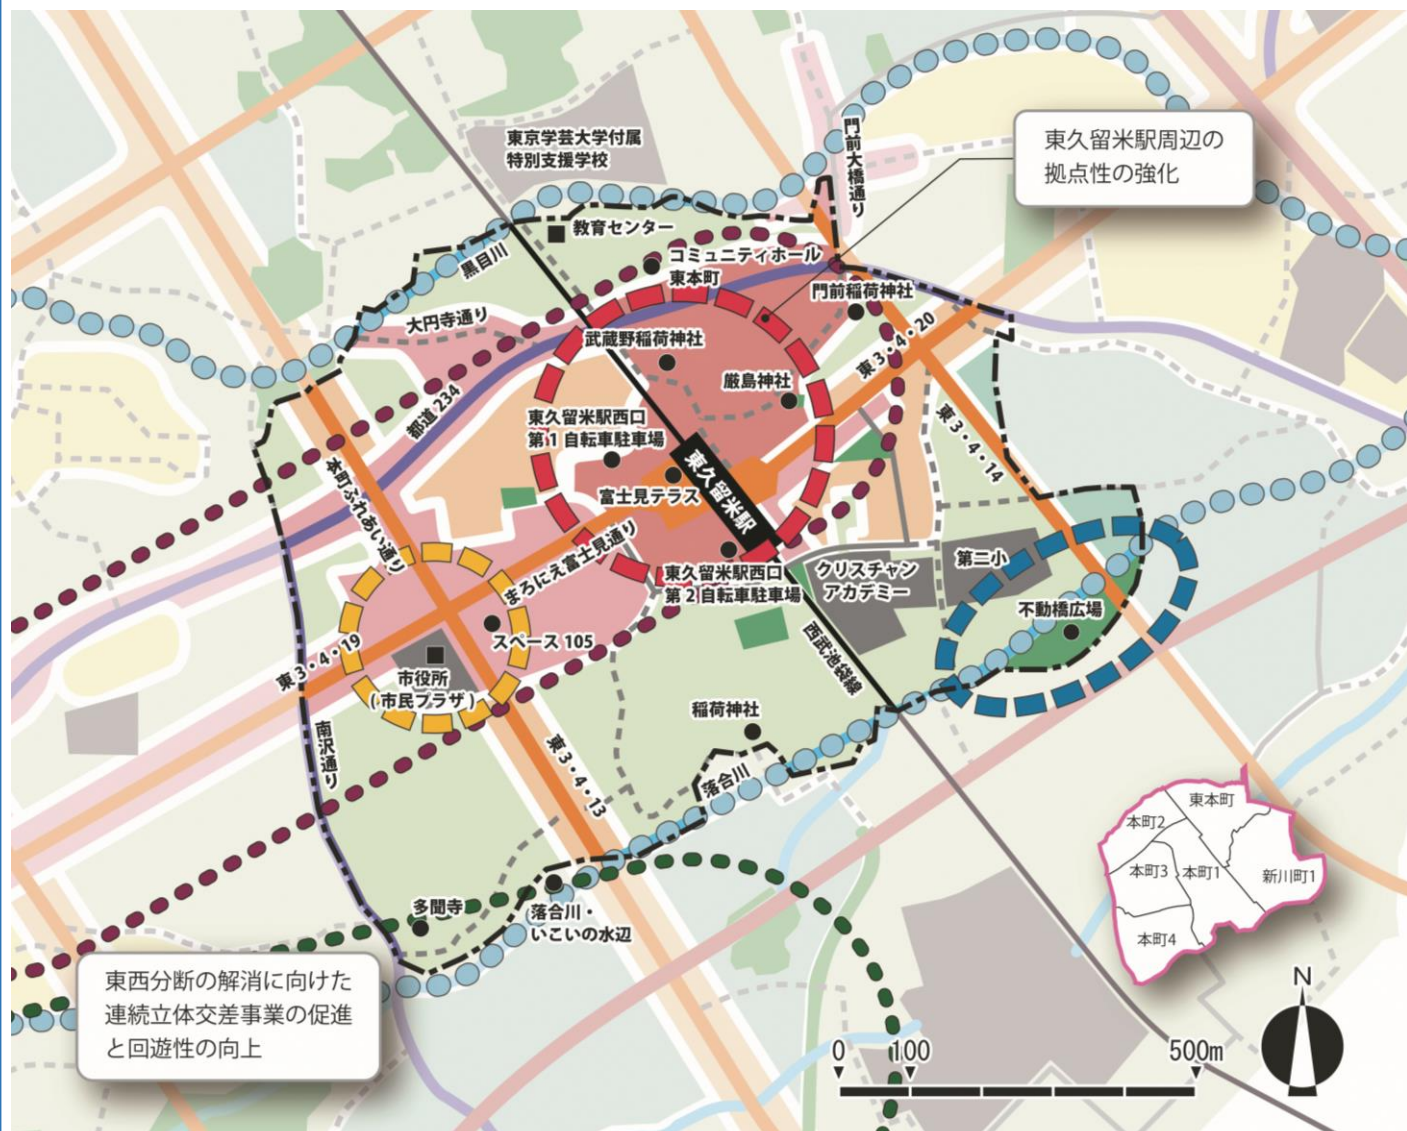 東京学芸大学付属
特別支援学校
門前大橋通り
東久留米駅周辺の
拠点性の強化
教育センター
黒目川
コミュニティホール
東本町
門前稲荷神社
大円寺通り
武蔵野稲荷神社
東3・4・20
厳島神社
都道 234
東久留米駅西口
第 1 自転車駐車場
東3・4・14
本町ふれあい通り
富士見テラス
東久留米駅
まろにえ富士見通り
東久留米駅西口
第 2 自転車駐車場
クリスチャン
アカデミー
第二小
不動橋広場
スペース 105
東3・4・19
市役所
(市民プラザ)
西武池袋線
稲荷神社
南沢通り
東3・4・13
落合川
多聞寺
落合川・
いこいの水辺
東本町
本町2
本町3
本町1
新川町1
本町4
東西分断の解消に向けた
連続立体交差事業の促進
と回遊性の向上
N
0 100 500m